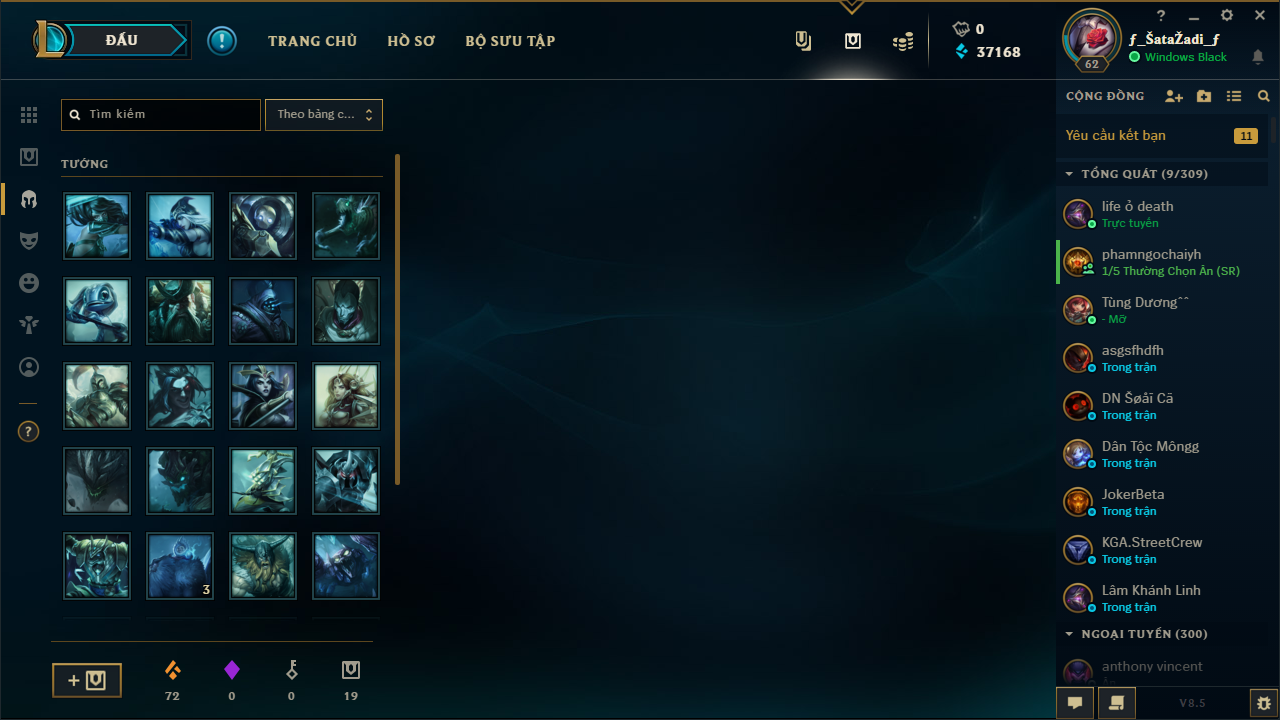 ĐẤU
TRANG CHỦ
HỒ SƠ
BỘ SƯU TẬP
0
37168
62
ƒ_ŠataŽadi_ƒ
Windows Black
Tìm kiếm
Theo bảng c...
TƯỚNG
3
72
0
0
19
CỘNG ĐỒNG
Yêu cầu kết bạn
11
TỔNG QUÁT (9/309)
life ỏ death
Trực tuyến
phamngochaiyh
1/5 Thường Chọn Ẩn (SR)
Tùng Dương^^
- Mỡ
asgsfhdfh
Trong trận
DN Šøåī Cã
Trong trận
Dân Tộc Môngg
Trong trận
JokerBeta
Trong trận
KGA.StreetCrew
Trong trận
Lâm Khánh Linh
Trong trận
NGOẠI TUYẾN (300)
anthony vincent
V8.5